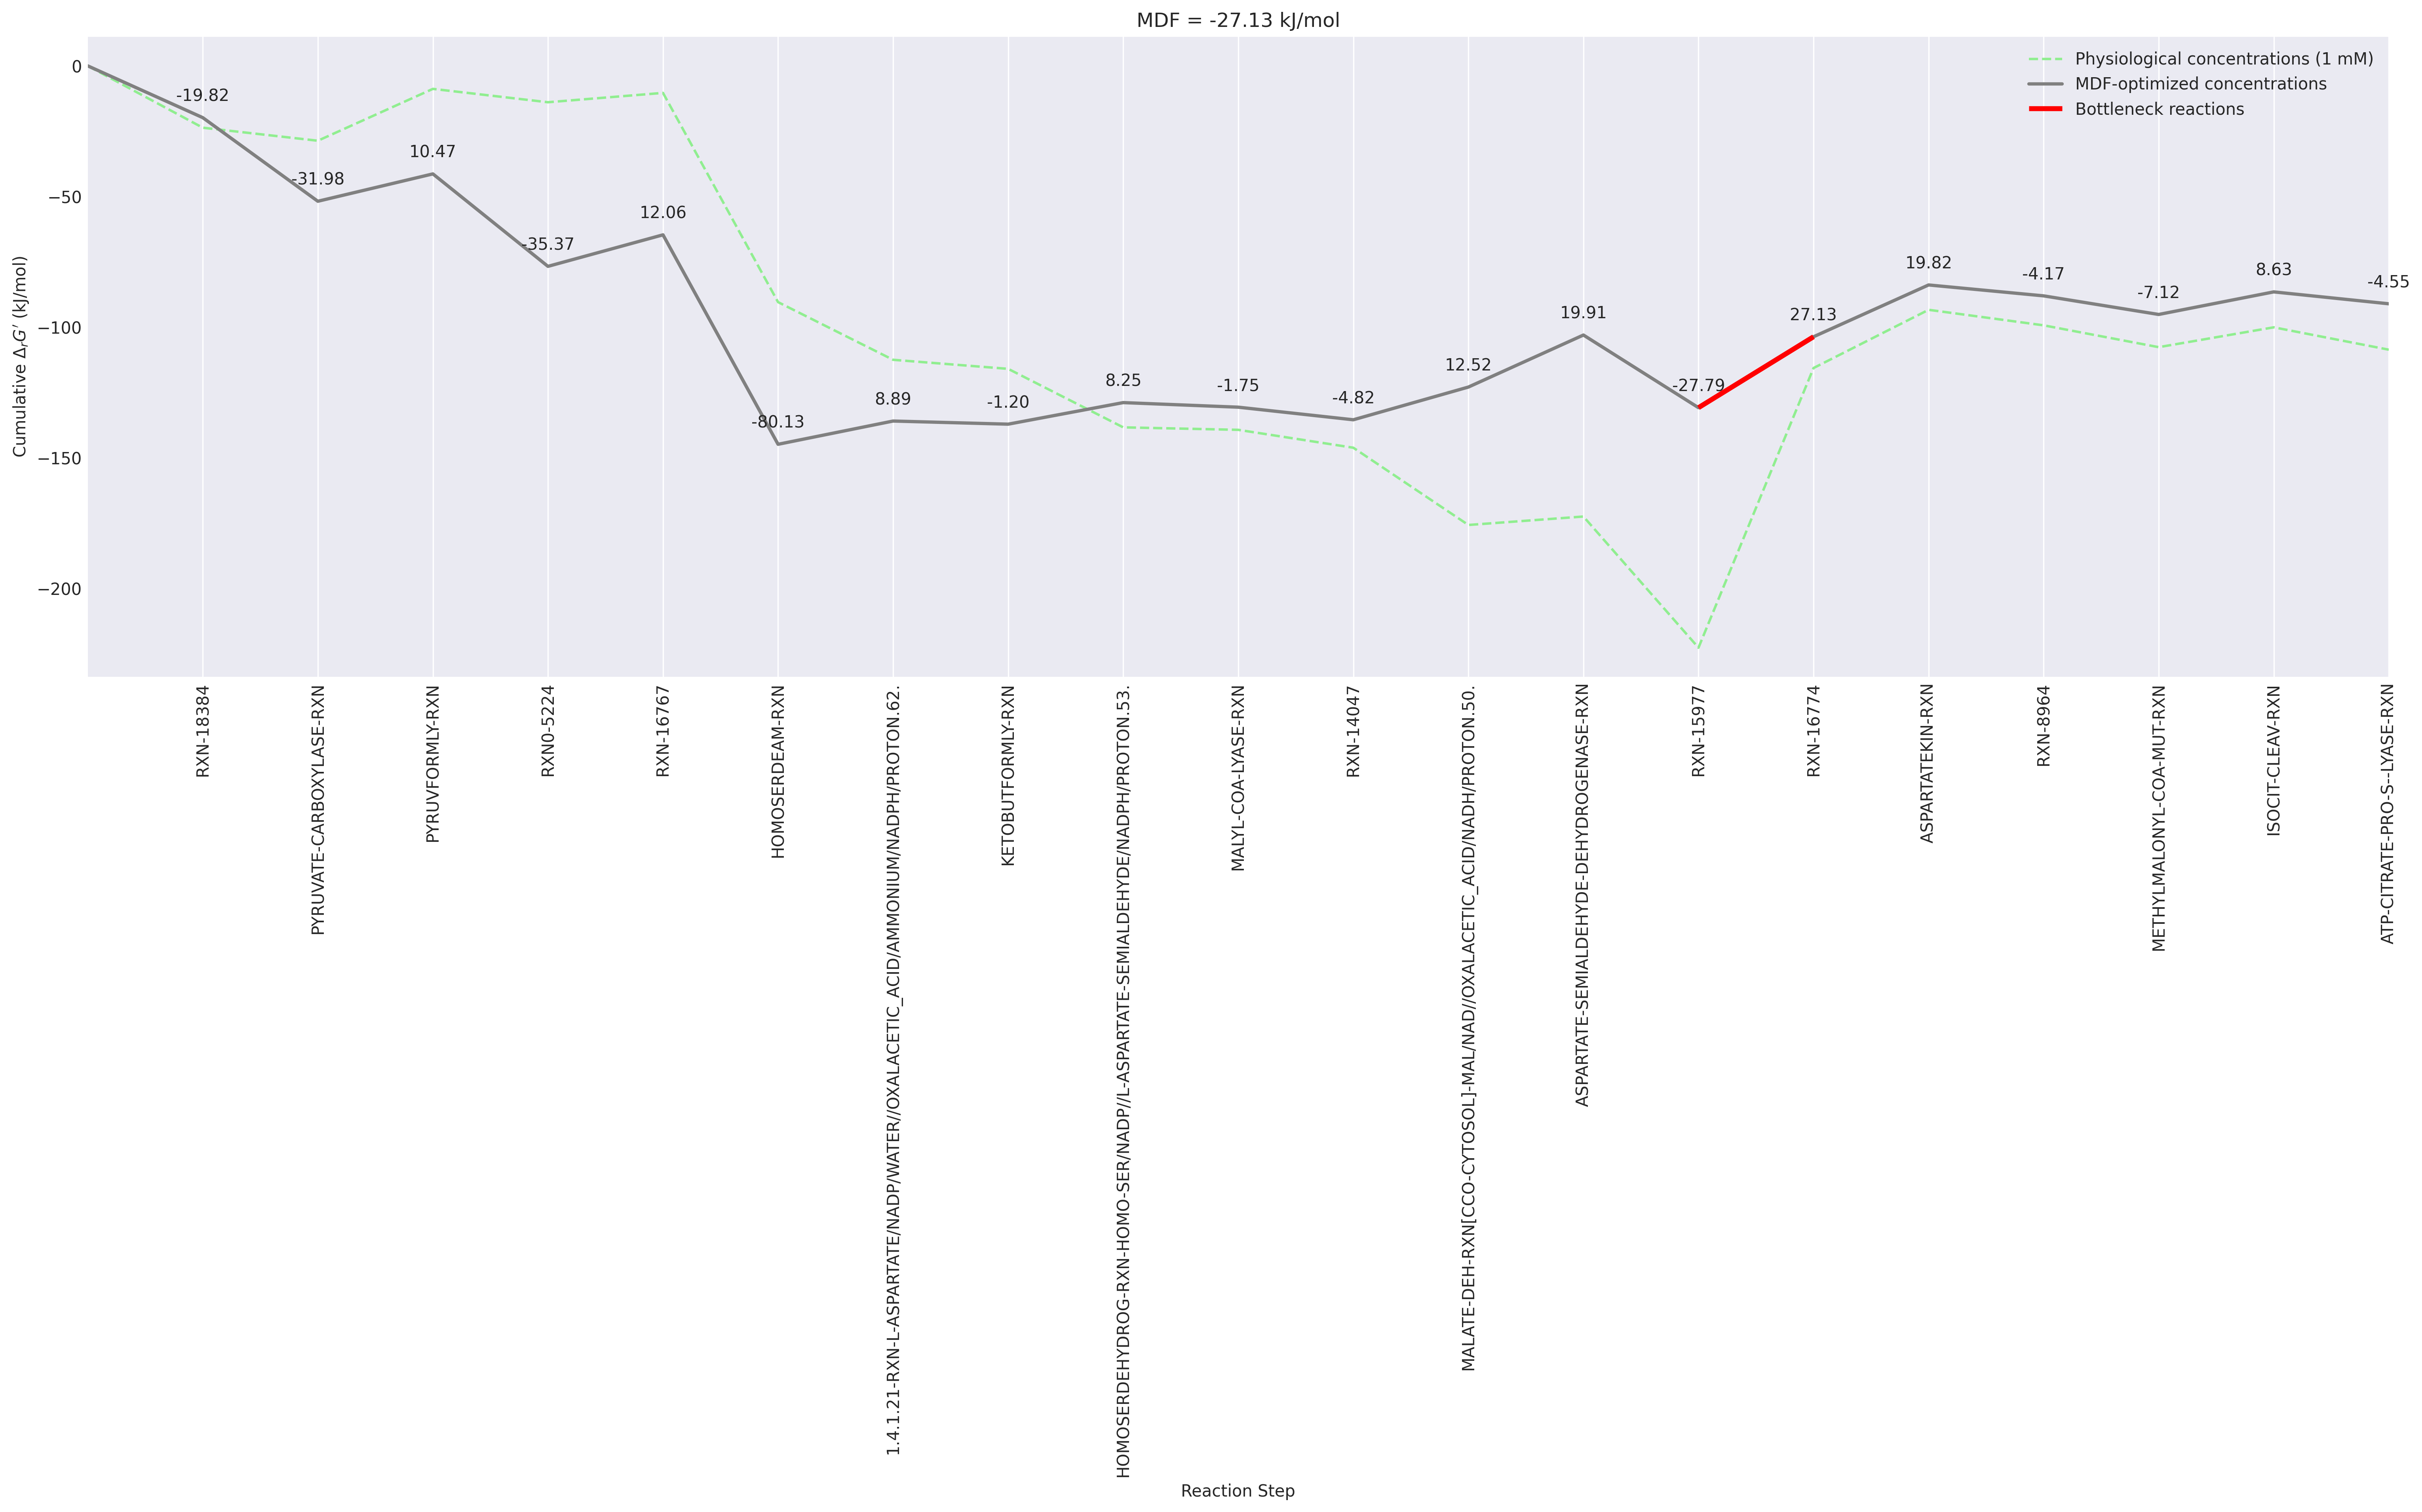 MDF = -27.13 kJ/mol
Physiological concentrations (1 mM)
MDF-optimized concentrations
Bottleneck reactions
Cumulative ΔrG′ (kJ/mol)
0
−50
−100
−150
−200
-19.82
-31.98
10.47
-35.37
12.06
-80.13
8.89
-1.20
8.25
-1.75
-4.82
12.52
19.91
-27.79
27.13
19.82
-4.17
-7.12
8.63
-4.55
RXN-18384
PYRUVATE-CARBOXYLASE-RXN
PYRUVFORMLY-RXN
RXN0-5224
RXN-16767
HOMOSERDEAM-RXN
1.4.1.21-RXN-L-ASPARTATE/NADP/WATER//OXALACETIC_ACID/AMMONIUM/NADPH/PROTON.62.
KETOBUTFORMLY-RXN
HOMOSERDEHYDROG-RXN-HOMO-SER/NADP//L-ASPARTATE-SEMIALDEHYDE/NADPH/PROTON.53.
MALYL-COA-LYASE-RXN
RXN-14047
MALATE-DEH-RXN[CCO-CYTOSOL]-MAL/NAD//OXALACETIC_ACID/NADH/PROTON.50.
ASPARTATE-SEMIALDEHYDE-DEHYDROGENASE-RXN
RXN-15977
RXN-16774
ASPARTATEKIN-RXN
RXN-8964
METHYLMALONYL-COA-MUT-RXN
ISOCIT-CLEAV-RXN
ATP-CITRATE-PRO-S--LYASE-RXN
Reaction Step